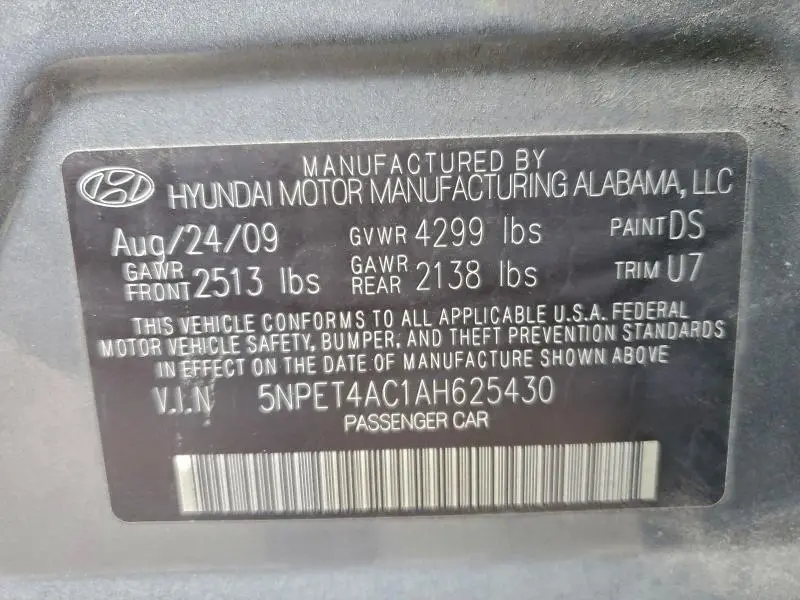 MANUFACTURED BY
HYUNDAI MOTOR MANUFACTURING ALABAMA, LLC
Aug/24/09 GVWR 4299 lbs PAINT DS
GAWR FRONT 2513 lbs GAWR REAR 2138 lbs TRIM U7
THIS VEHICLE CONFORMS TO ALL APPLICABLE U.S.A. FEDERAL
MOTOR VEHICLE SAFETY, BUMPER, AND THEFT PREVENTION STANDARDS
IN EFFECT ON THE DATE OF MANUFACTURE SHOWN ABOVE
V.I.N 5NPET4AC1AH625430
PASSENGER CAR